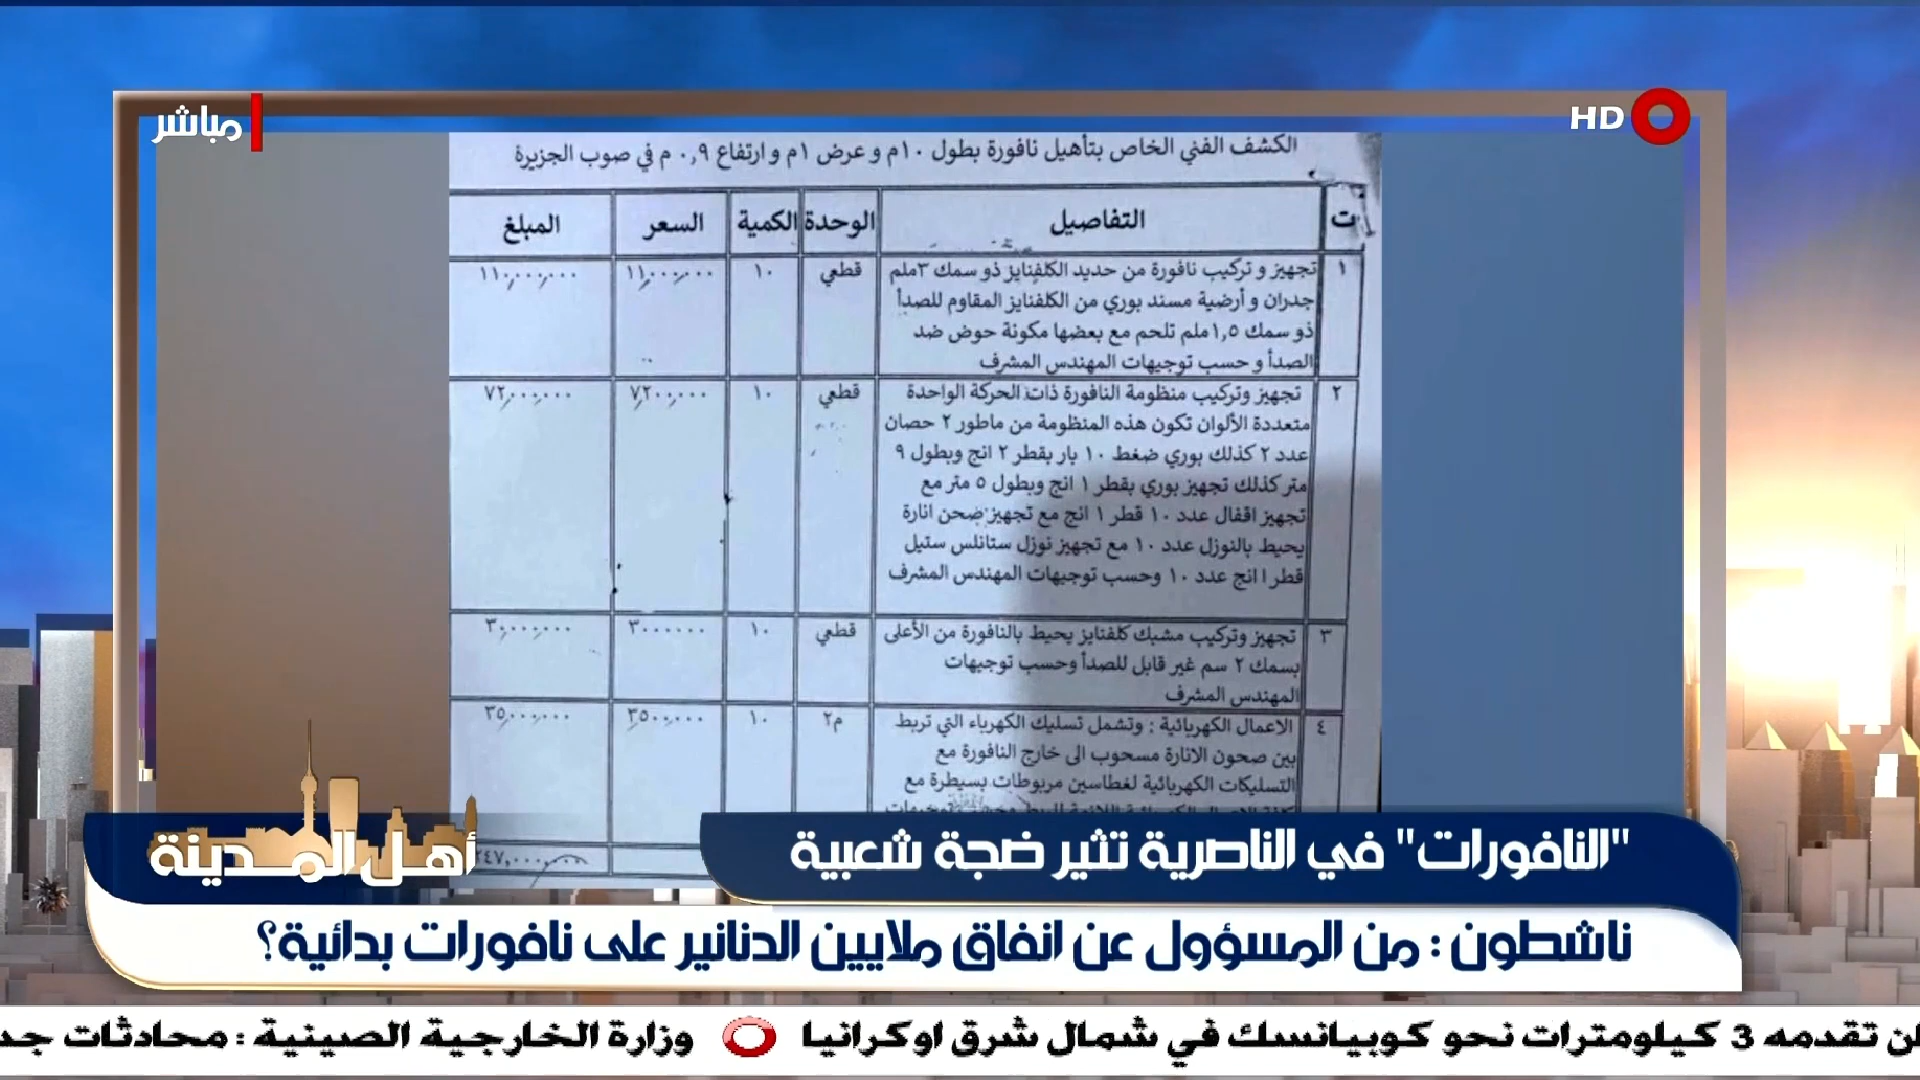 مباشر
HD
الكشف الفني الخاص بتأهيل نافورة بطول ١٠م و عرض ١م و ارتفاع ٠,٩ م في صوب الجزيرة
ت التفاصيل الوحدة الكمية السعر المبلغ
١ تجهيز و تركيب نافورة من حديد الكلفنايز ذو سمك ٣ملم قطعي ١٠ ١١,٠٠٠,٠٠٠ ١١٠,٠٠٠,٠٠٠
جدران و أرضية مسند بوري من الكلفنايز المقاوم للصدأ
ذو سمك ١,٥ملم تلحم مع بعضها مكونة حوض ضد
الصدأ و حسب توجيهات المهندس المشرف
٢ تجهيز وتركيب منظومة النافورة ذات الحركة الواحدة قطعي ١٠ ٧,٢٠٠,٠٠٠ ٧٢,٠٠٠,٠٠٠
متعددة الألوان تكون هذه المنظومة من ماطور ٢ حصان
عدد ٢ كذلك بوري ضغط ١٠ بار بقطر ٢ انج وبطول ٩
متر كذلك تجهيز بوري بقطر ١ انج وبطول ٥ متر مع
تجهيز اقفال عدد ١٠ قطر ١ انج مع تجهيز صحن انارة
يحيط بالنوزل عدد ١٠ مع تجهيز نوزل ستانلس ستيل
قطر ١ انج عدد ١٠ وحسب توجيهات المهندس المشرف
٣ تجهيز وتركيب مشبك كلفنايز يحيط بالنافورة من الأعلى قطعي ١٠ ٣٠٠٠٠٠٠ ٣٠,٠٠٠,٠٠٠
بسمك ٢ سم غير قابل للصدأ وحسب توجيهات
المهندس المشرف
٤ الاعمال الكهربائية : وتشمل تسليك الكهرباء التي تربط م٢ ١٠ ٣,٥٠٠,٠٠٠ ٣٥,٠٠٠,٠٠٠
بين صحون الانارة مسحوب الى خارج النافورة مع
التسليكات الكهربائية لغطاسين مربوطات بسيطرة مع
٢٤٧,٠٠٠,٠٠٠
أهل المدينة
"النافورات" في الناصرية تثير ضجة شعبية
ناشطون : من المسؤول عن انفاق ملايين الدنانير على نافورات بدائية؟
لن تقدمه 3 كيلومترات نحو كوبيانسك في شمال شرق اوكرانيا وزارة الخارجية الصينية : محادثات جد